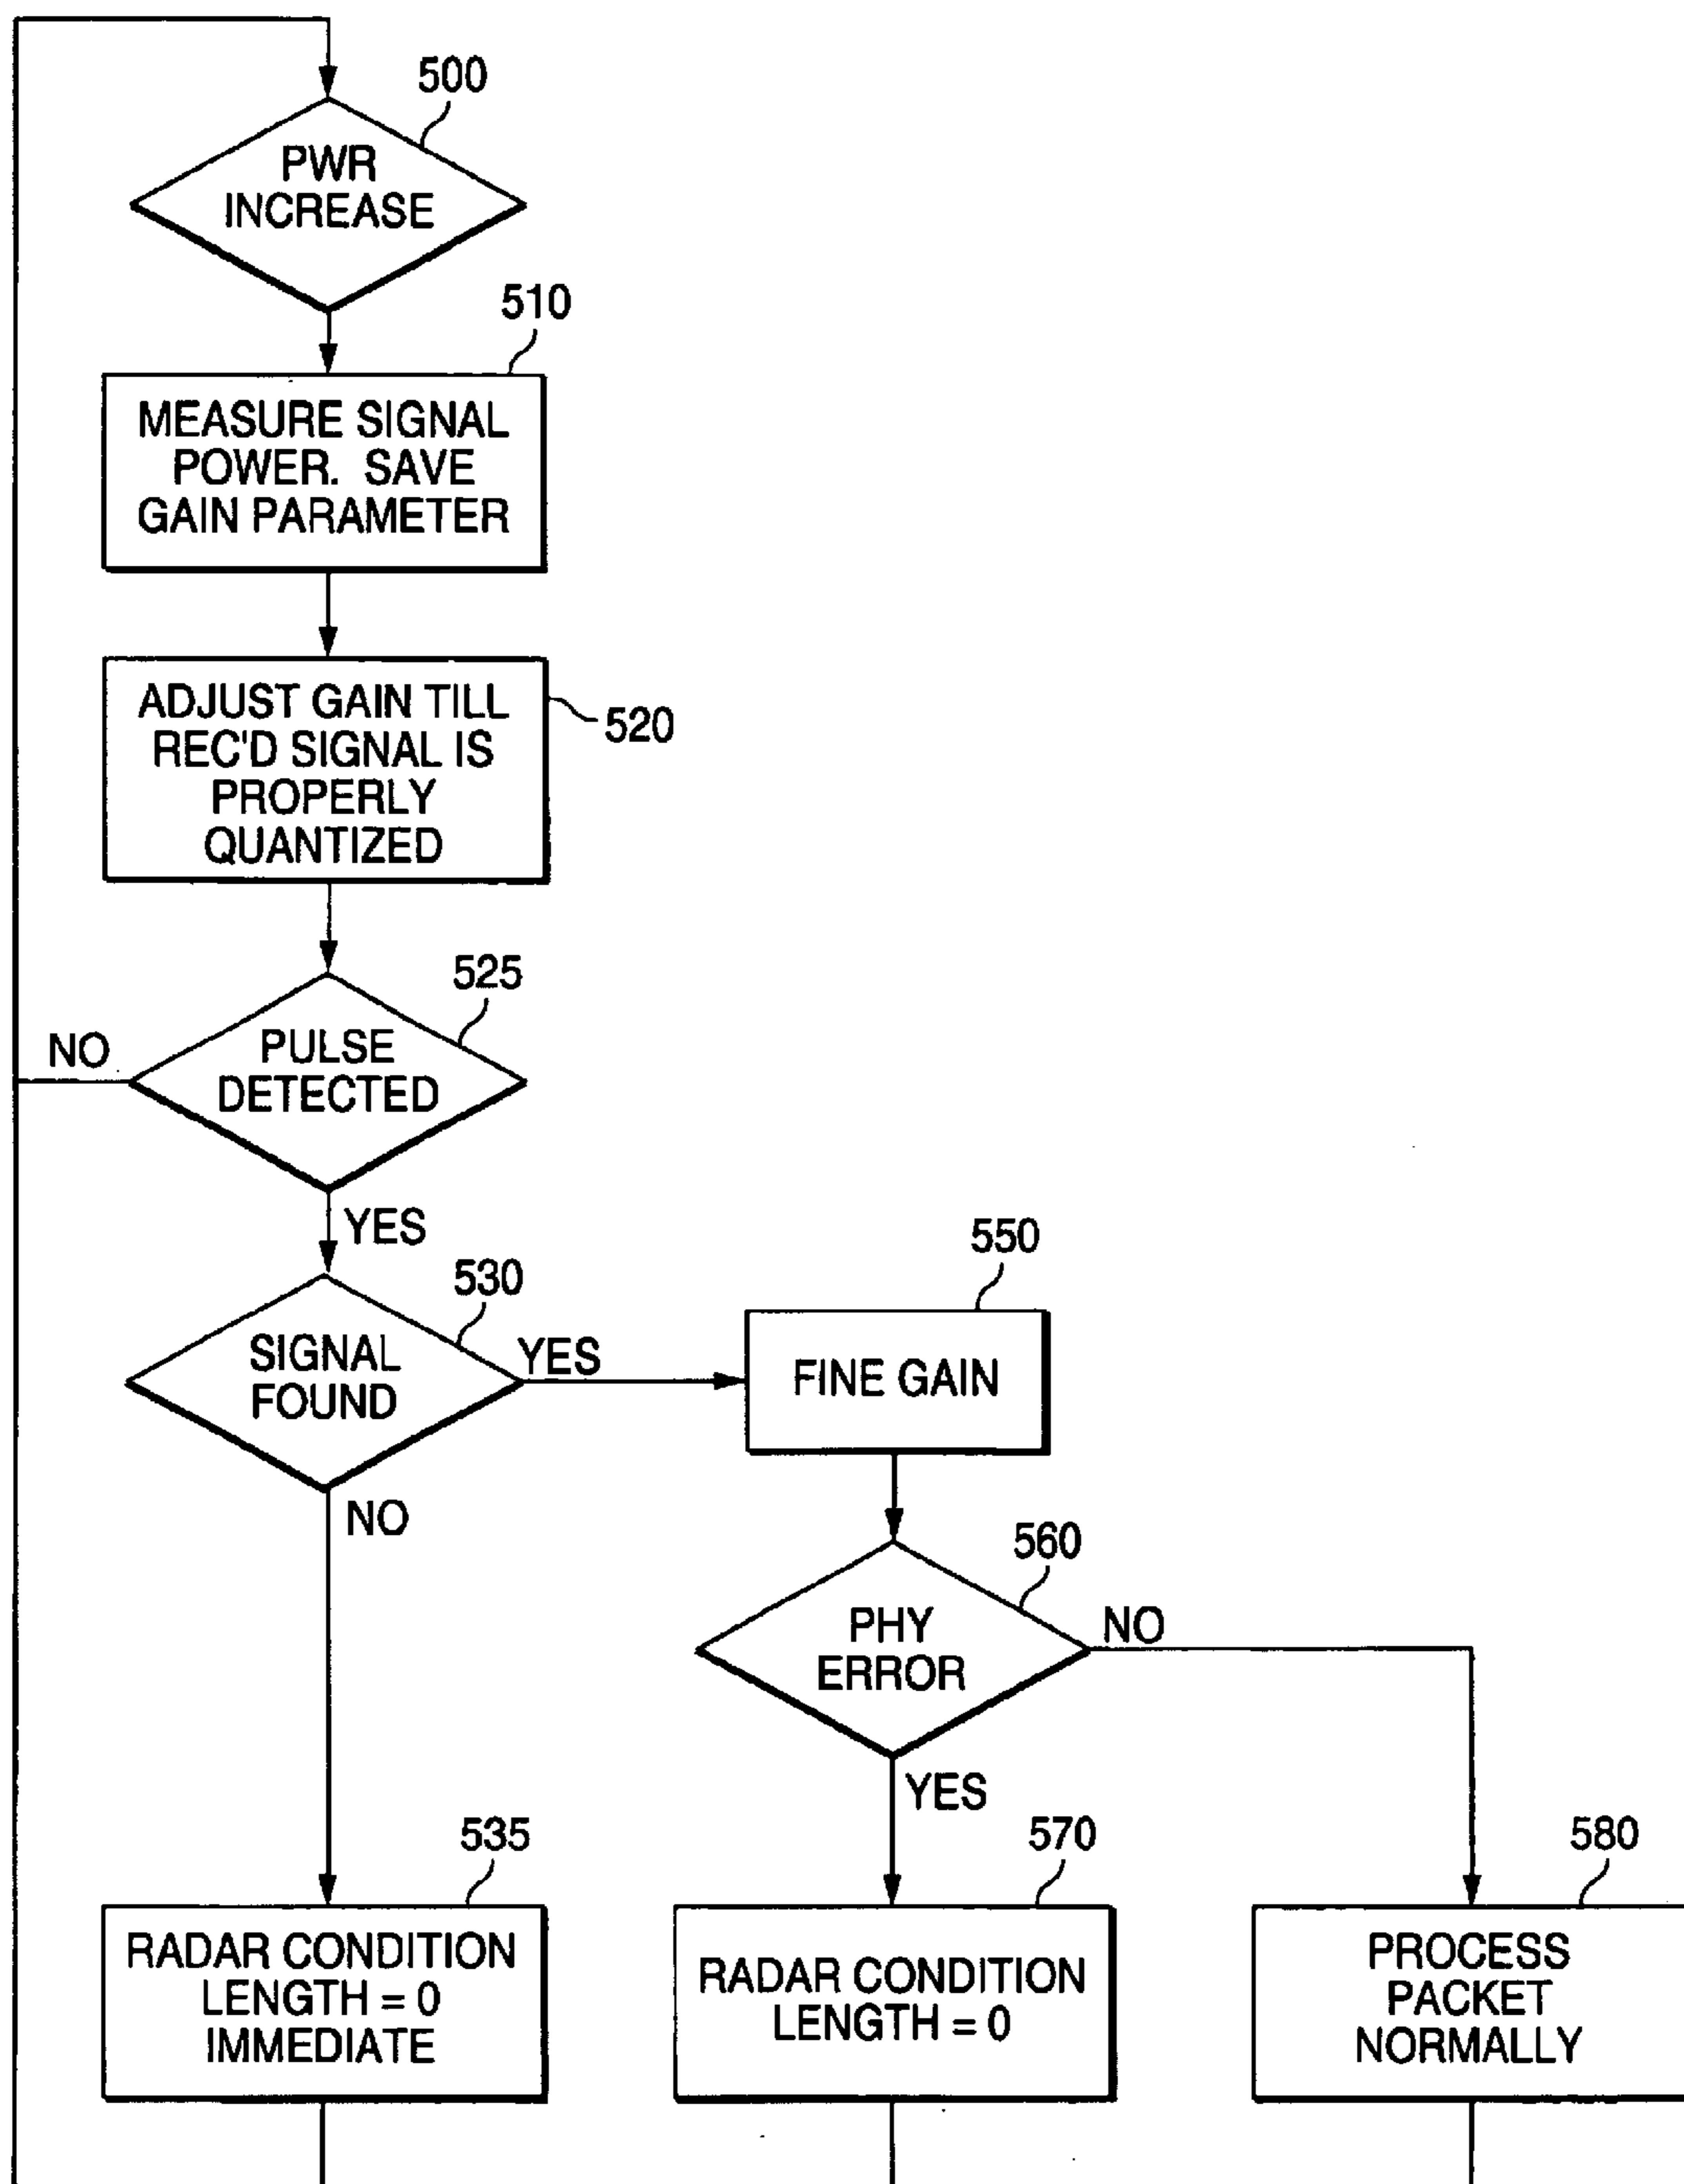 500
PWR
INCREASE
510
MEASURE SIGNAL
POWER. SAVE
GAIN PARAMETER
520
ADJUST GAIN TILL
REC'D SIGNAL IS
PROPERLY
QUANTIZED
525
PULSE
DETECTED
NO
YES
530
SIGNAL
FOUND
YES
NO
550
FINE GAIN
560
PHY
ERROR
NO
YES
535
RADAR CONDITION
LENGTH = 0
IMMEDIATE
570
RADAR CONDITION
LENGTH = 0
580
PROCESS
PACKET
NORMALLY